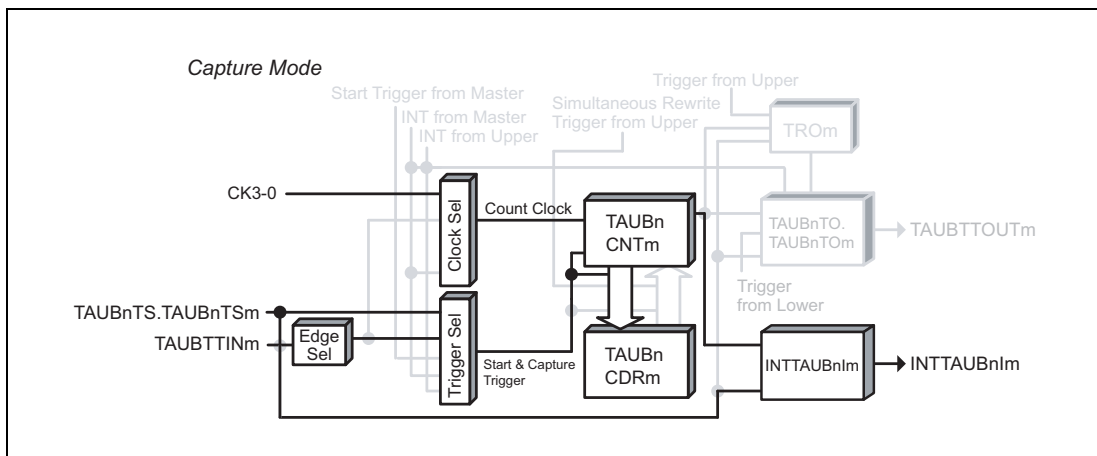 Capture Mode
Start Trigger from Master
INT from Master
INT from Upper
Simultaneous Rewrite
Trigger from Upper
Trigger from Upper
TROm
CK3-0
Clock Sel
Count Clock
TAUBn
CNTm
TAUBnTO.
TAUBnTOm
TAUBTTOUTm
Trigger
from Lower
TAUBnTS.TAUBnTSm
TAUBTTINm
Edge
Sel
Trigger Sel
Start & Capture
Trigger
TAUBn
CDRm
INTTAUBnIm
INTTAUBnIm